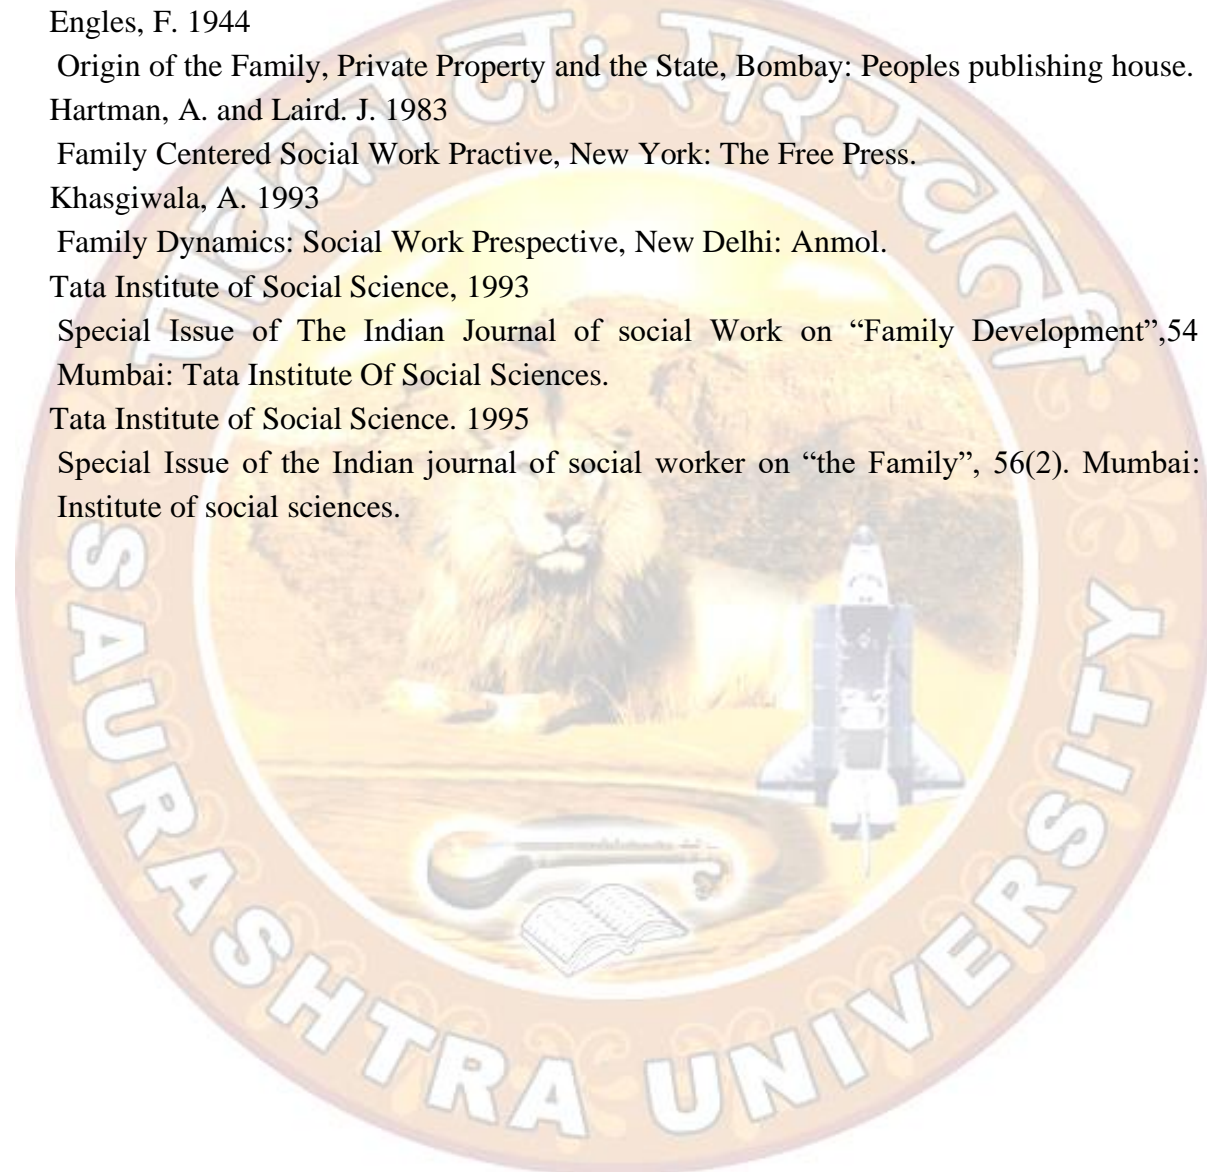 Engles, F. 1944
Origin of the Family, Private Property and the State, Bombay: Peoples publishing house.
Hartman, A. and Laird. J. 1983
Family Centered Social Work Practive, New York: The Free Press.
Khasgiwala, A. 1993
Family Dynamics: Social Work Prespective, New Delhi: Anmol.
Tata Institute of Social Science, 1993
Special Issue of The Indian Journal of social Work on “Family Development”,54
Mumbai: Tata Institute Of Social Sciences.
Tata Institute of Social Science. 1995
Special Issue of the Indian journal of social worker on “the Family”, 56(2). Mumbai:
Institute of social sciences.
पावका नः सरस्वती
SAURASHTRA UNIVERSITY